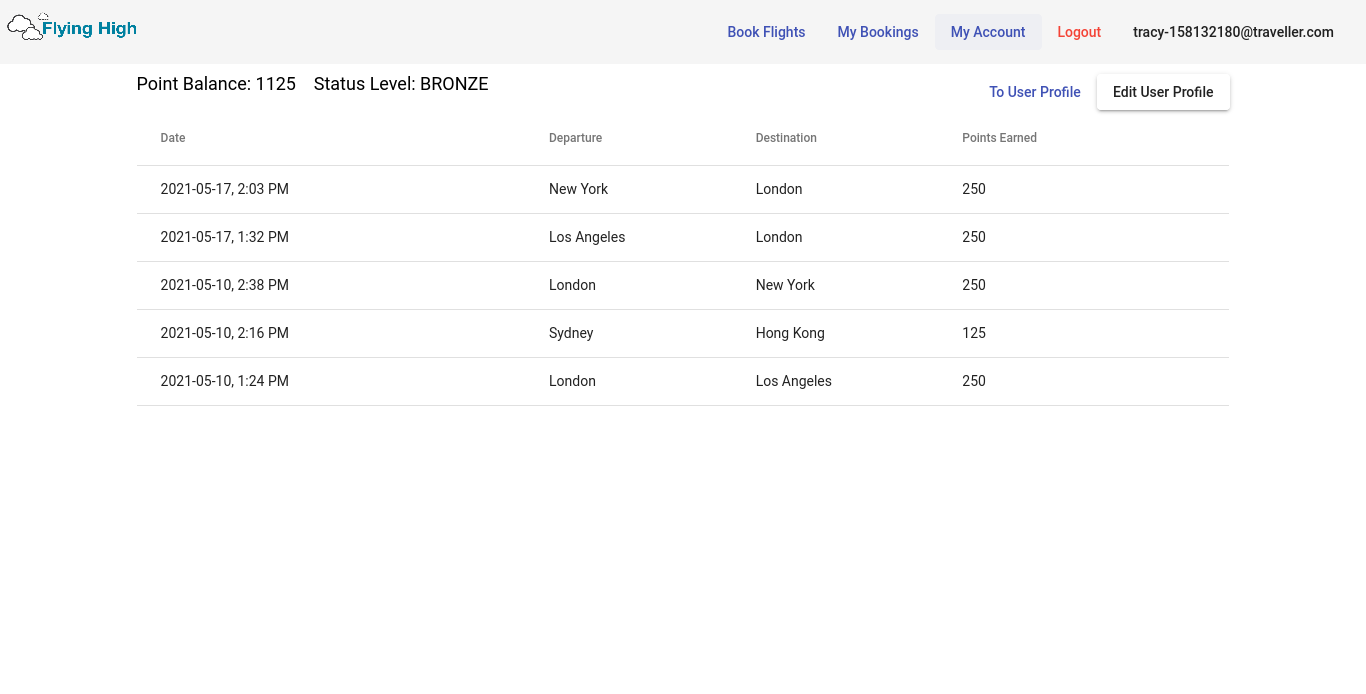 Flying High
Book Flights My Bookings My Account Logout tracy-158132180@traveller.com
Point Balance: 1125 Status Level: BRONZE
To User Profile Edit User Profile
Date Departure Destination Points Earned
2021-05-17, 2:03 PM New York London 250
2021-05-17, 1:32 PM Los Angeles London 250
2021-05-10, 2:38 PM London New York 250
2021-05-10, 2:16 PM Sydney Hong Kong 125
2021-05-10, 1:24 PM London Los Angeles 250